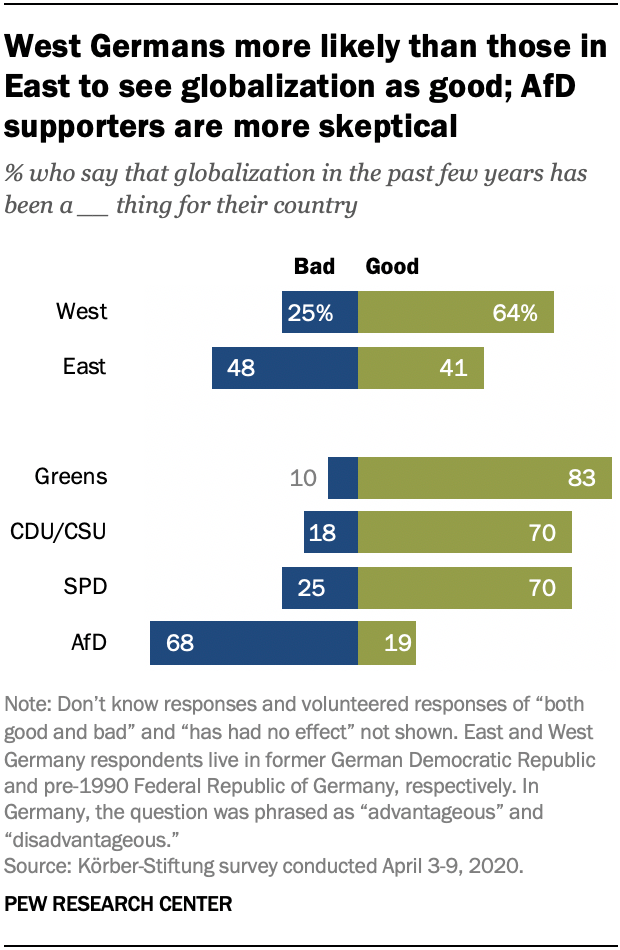 West Germans more likely than those in
East to see globalization as good; AfD
supporters are more skeptical
% who say that globalization in the past few years has
been a __ thing for their country
Bad Good
West 25% 64%
East 48 41
Greens 10 83
CDU/CSU 18 70
SPD 25 70
AfD 68 19
Note: Don’t know responses and volunteered responses of “both
good and bad” and “has had no effect” not shown. East and West
Germany respondents live in former German Democratic Republic
and pre-1990 Federal Republic of Germany, respectively. In
Germany, the question was phrased as “advantageous” and
“disadvantageous.”
Source: Körber-Stiftung survey conducted April 3-9, 2020.
PEW RESEARCH CENTER